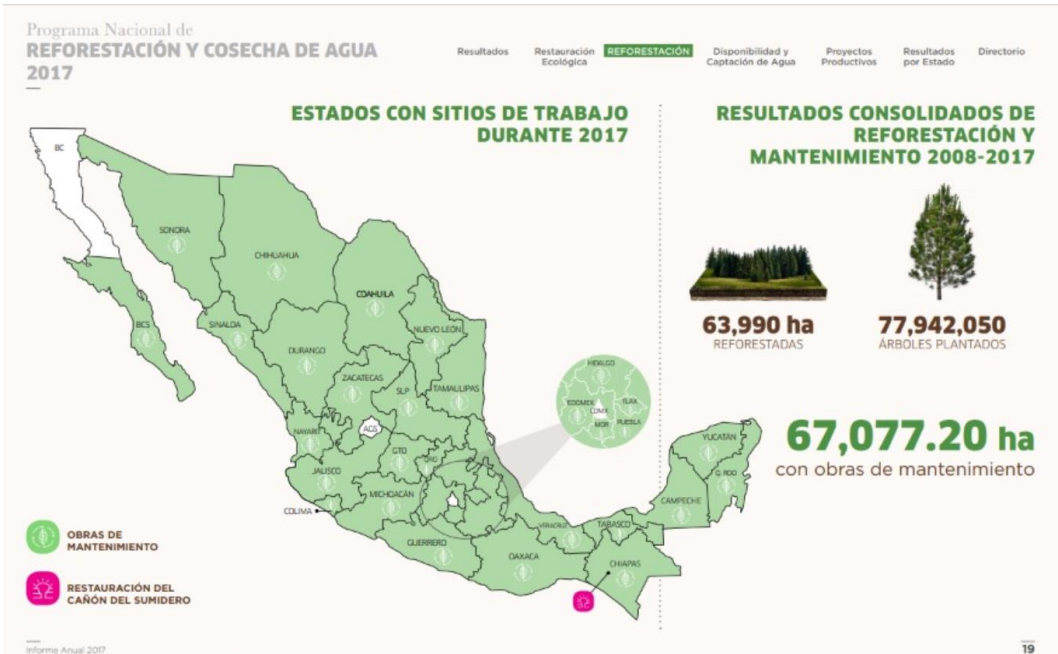 Programa Nacional de
REFORESTACIÓN Y COSECHA DE AGUA
2017
Resultados
Restauración
Ecológica
REFORESTACIÓN
Disponibilidad y
Captación de Agua
Proyectos
Productivos
Resultados
por Estado
Directorio
ESTADOS CON SITIOS DE TRABAJO
DURANTE 2017
RESULTADOS CONSOLIDADOS DE
REFORESTACIÓN Y
MANTENIMIENTO 2008-2017
BC
SONORA
CHIHUAHUA
COAHUILA
BCS
SINALOA
NUEVO LEÓN
DURANGO
ZACATECAS
SLP
TAMAULIPAS
NAYARIT
AGS
GTO
QRO
JALISCO
MICHOACÁN
COLIMA
GUERRERO
OAXACA
VERACRUZ
TABASCO
CHIAPAS
CAMPECHE
YUCATÁN
Q. ROO
HIDALGO
EDOMEX
CDMX
TLAX
MOR
PUEBLA
63,990 ha
REFORESTADAS
77,942,050
ÁRBOLES PLANTADOS
67,077.20 ha
con obras de mantenimiento
OBRAS DE
MANTENIMIENTO
RESTAURACIÓN DEL
CAÑÓN DEL SUMIDERO
Informe Anual 2017
19